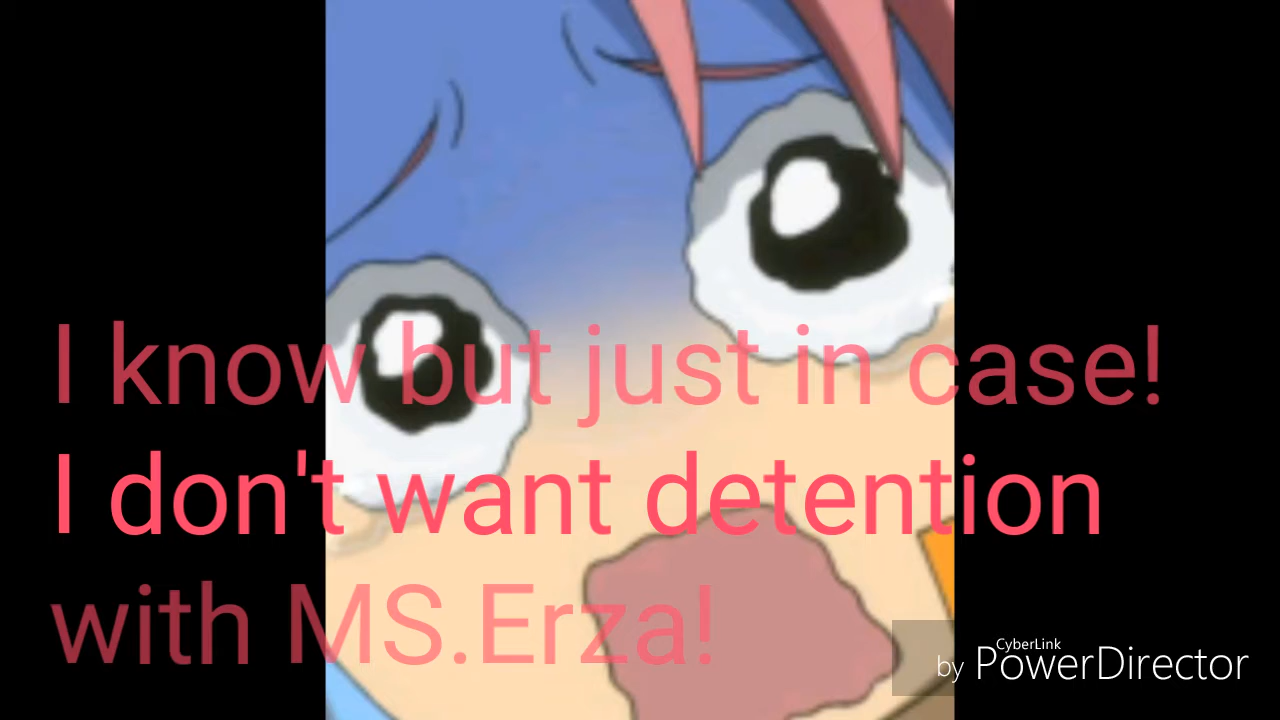 I know but just in case!
I don't want detention
with MS.Erza!
CyberLink
by PowerDirector